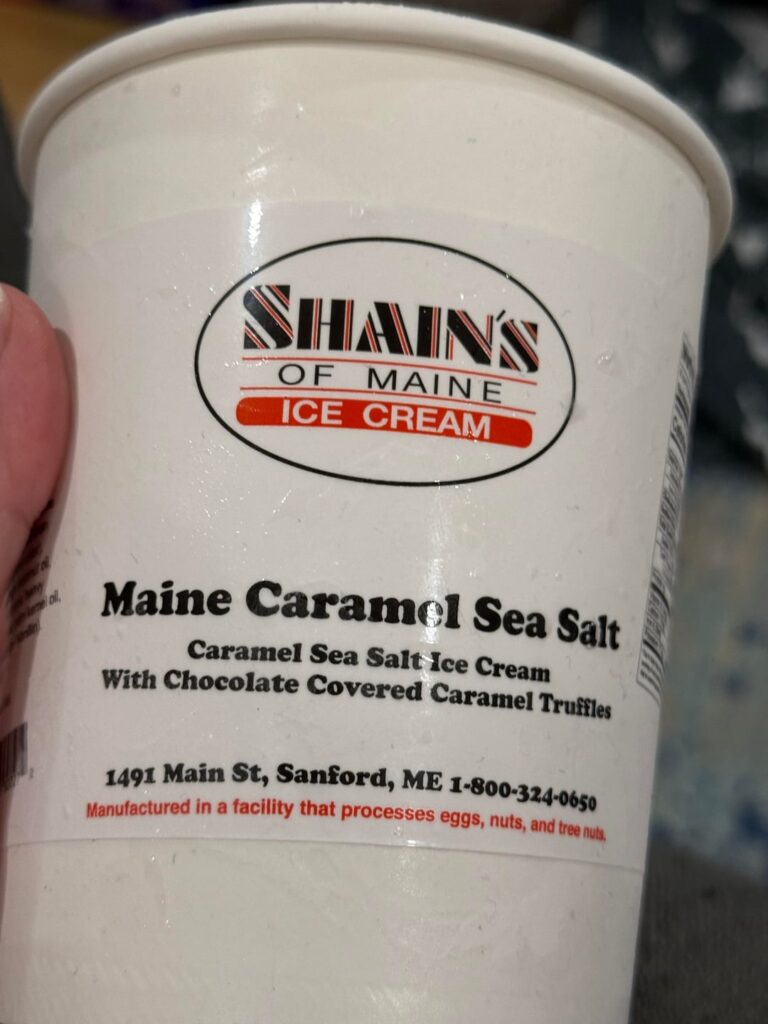 SHAIN'S
OF MAINE
ICE CREAM
Maine Caramel Sea Salt
Caramel Sea Salt Ice Cream
With Chocolate Covered Caramel Truffles
1491 Main St, Sanford, ME 1-800-324-0650
Manufactured in a facility that processes eggs, nuts, and tree nuts.
oil,
oil,